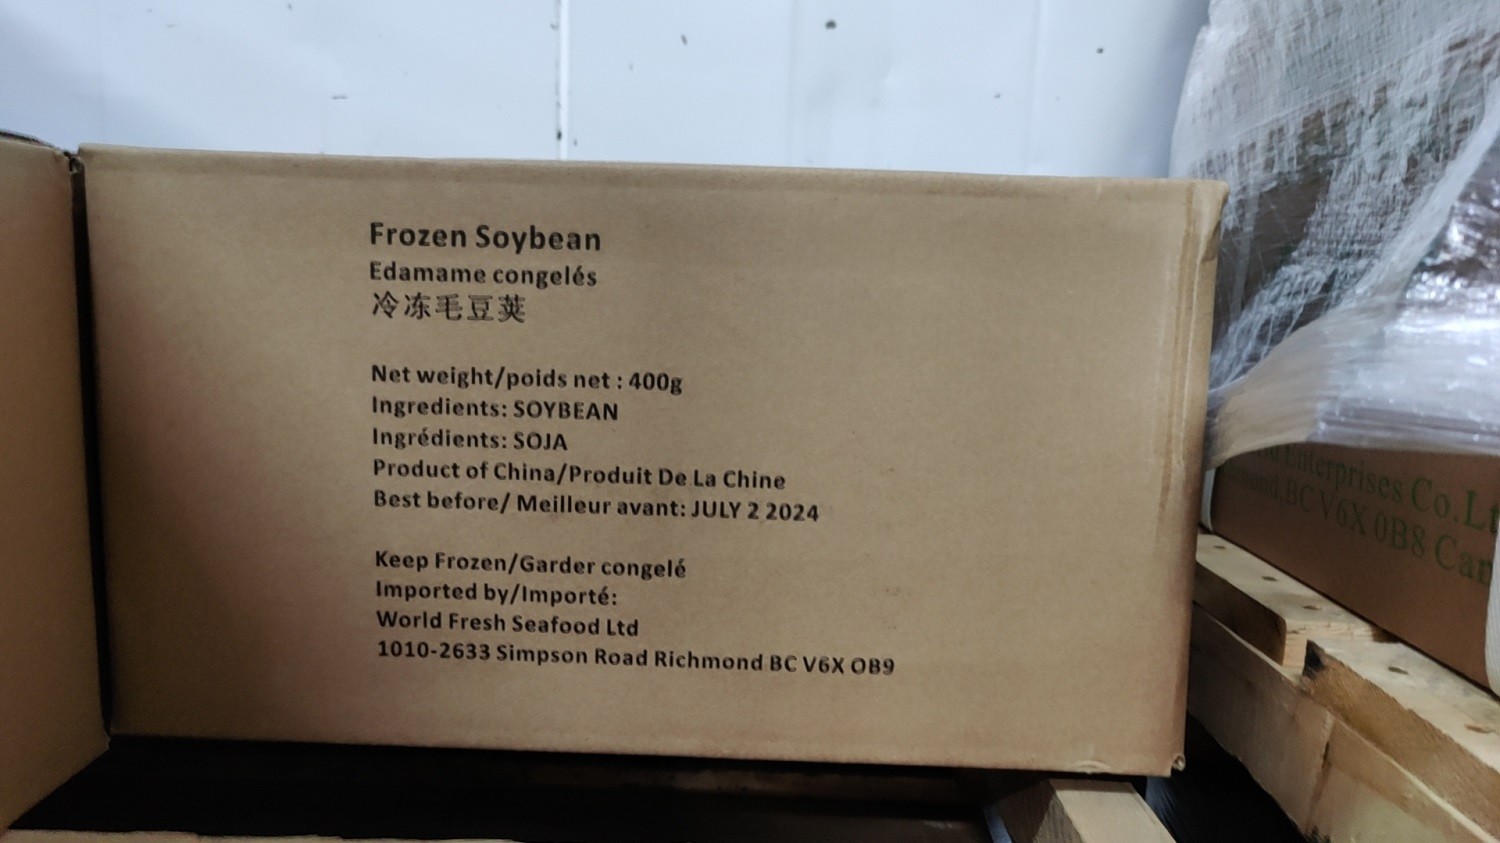 Frozen Soybean
Edamame congelés
冷冻毛豆荚
Net weight/poids net : 400g
Ingredients: SOYBEAN
Ingrédients: SOJA
Product of China/Produit De La Chine
Best before/ Meilleur avant: JULY 2 2024
Keep Frozen/Garder congelé
Imported by/Importé:
World Fresh Seafood Ltd
1010-2633 Simpson Road Richmond BC V6X OB9
Enterprises Co.
BC V6X 0B8